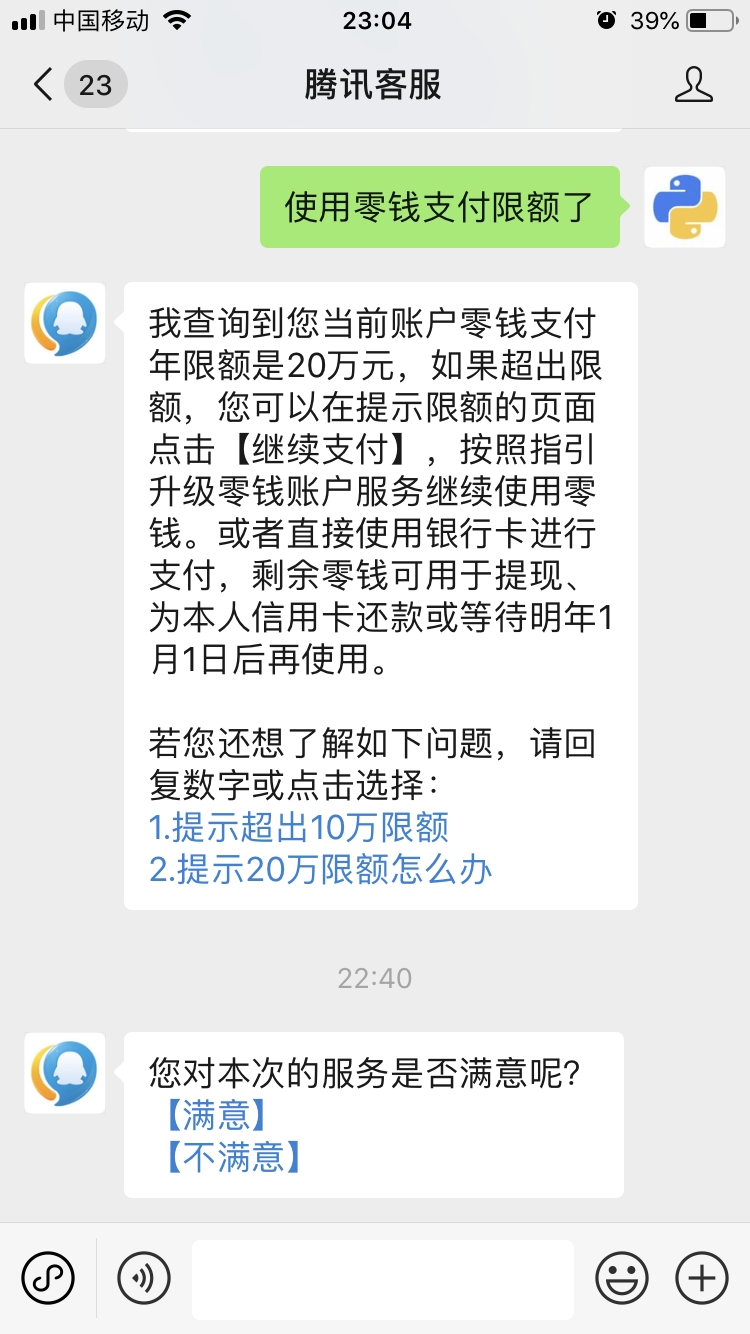 中国移动 23:04 39%
23 腾讯客服
使用零钱支付限额了
我查询到您当前账户零钱支付
年限额是20万元，如果超出限
额，您可以在提示限额的页面
点击【继续支付】，按照指引
升级零钱账户服务继续使用零
钱。或者直接使用银行卡进行
支付，剩余零钱可用于提现、
为本人信用卡还款或等待明年1
月1日后再使用。
若您还想了解如下问题，请回
复数字或点击选择：
1.提示超出10万限额
2.提示20万限额怎么办
22:40
您对本次的服务是否满意呢?
【满意】
【不满意】